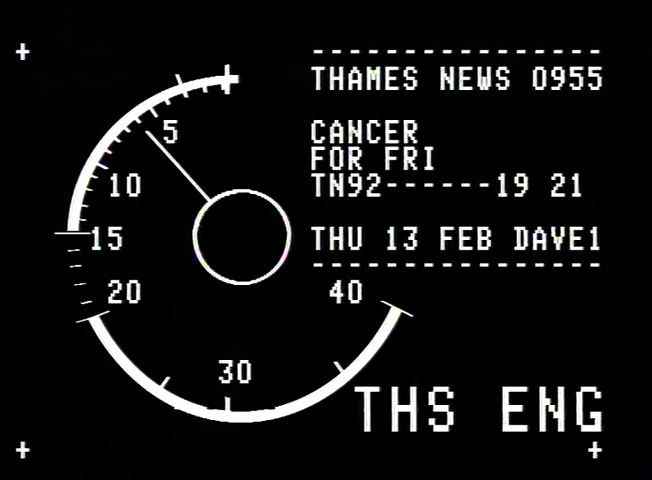 ----------------
THAMES NEWS 0955
CANCER
FOR FRI
TN92------19 21
THU 13 FEB DAVE1
----------------
5
10
15
20
30
40
THS ENG